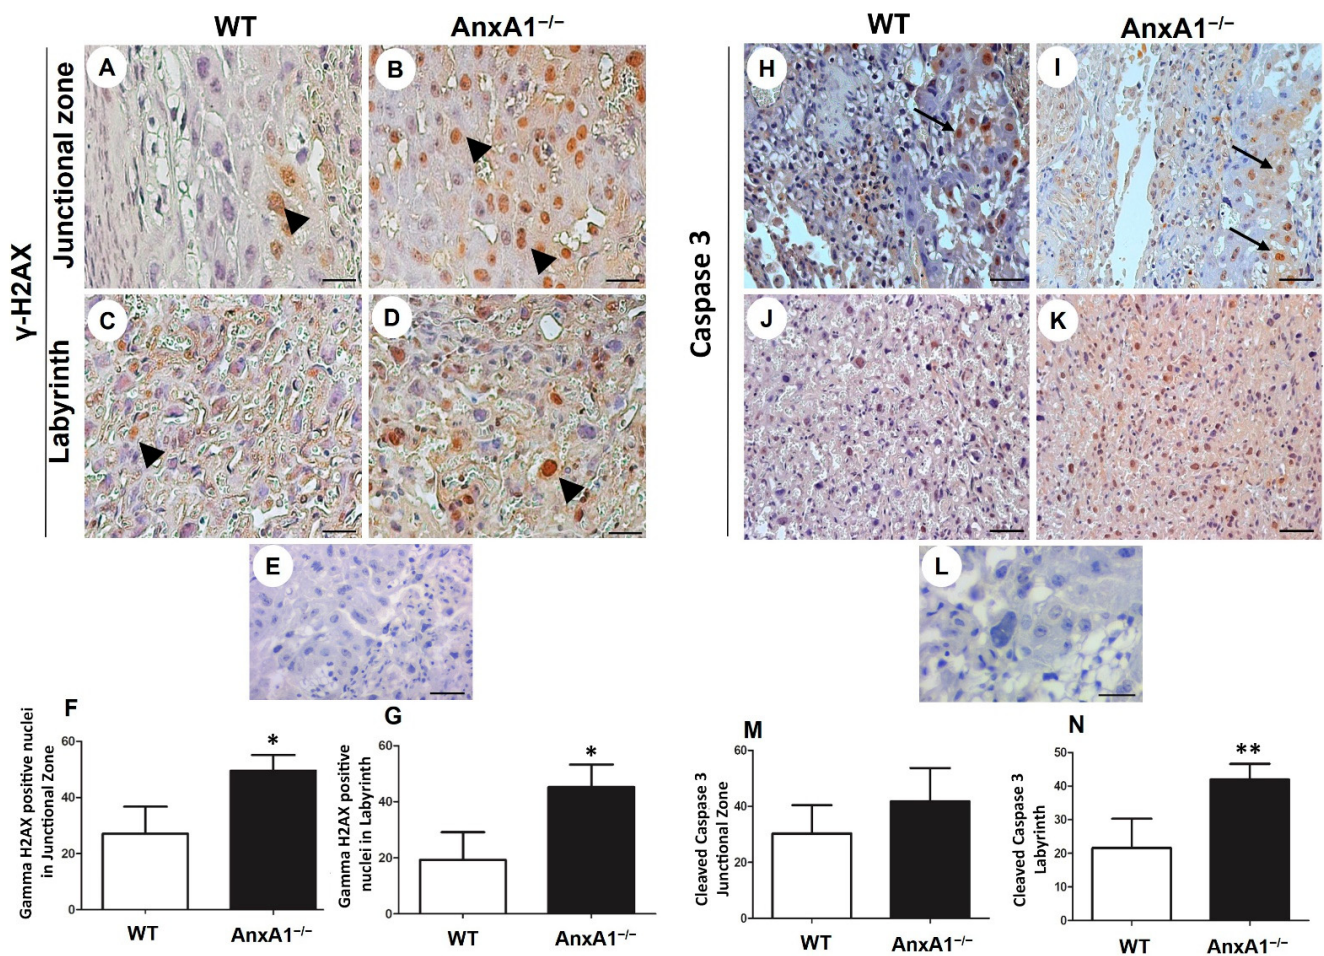 WT
AnxA1⁻/⁻
γ-H2AX
Junctional zone
A
B
Labyrinth
C
D
E
F
Gamma H2AX positive nuclei
in Junctional Zone
60
40
20
0
*
WT
AnxA1⁻/⁻
G
Gamma H2AX positive
nuclei in Labyrinth
60
40
20
0
*
WT
AnxA1⁻/⁻
WT
AnxA1⁻/⁻
Caspase 3
H
I
J
K
L
M
Cleaved Caspase 3
Junctional Zone
60
40
20
0
WT
AnxA1⁻/⁻
N
Cleaved Caspase 3
Labyrinth
50
40
30
20
10
0
**
WT
AnxA1⁻/⁻